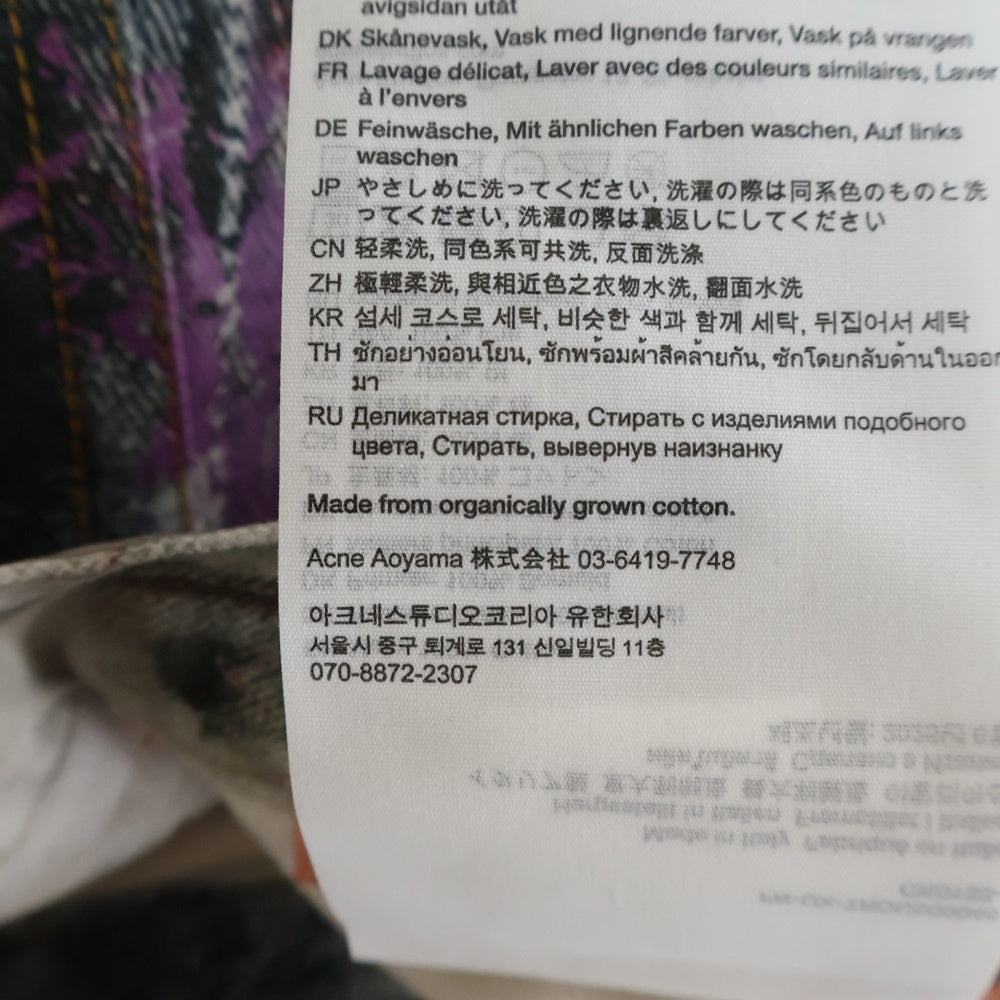 avigsidan utåt
DK Skånevask, Vask med lignende farver, Vask på vrangen
FR Lavage délicat, Laver avec des couleurs similaires, Laver
à l'envers
DE Feinwäsche, Mit ähnlichen Farben waschen, Auf links
waschen
JP やさしめに洗ってください, 洗濯の際は同系色のものと洗
ってください, 洗濯の際は裏返しにしてください
CN 轻柔洗, 同色系可共洗, 反面洗涤
ZH 極輕柔洗, 與相近色之衣物水洗, 翻面水洗
KR 섬세 코스로 세탁, 비슷한 색과 함께 세탁, 뒤집어서 세탁
TH ซักอย่างอ่อนโยน, ซักพร้อมผ้าสีคล้ายกัน, ซักโดยกลับด้านในออก
มา
RU Деликатная стирка, Стирать с изделиями подобного
цвета, Стирать, вывернув наизнанку
Made from organically grown cotton.
Acne Aoyama 株式会社 03-6419-7748
아크네스튜디오코리아 유한회사
서울시 중구 퇴계로 131 신일빌딩 11층
070-8872-2307